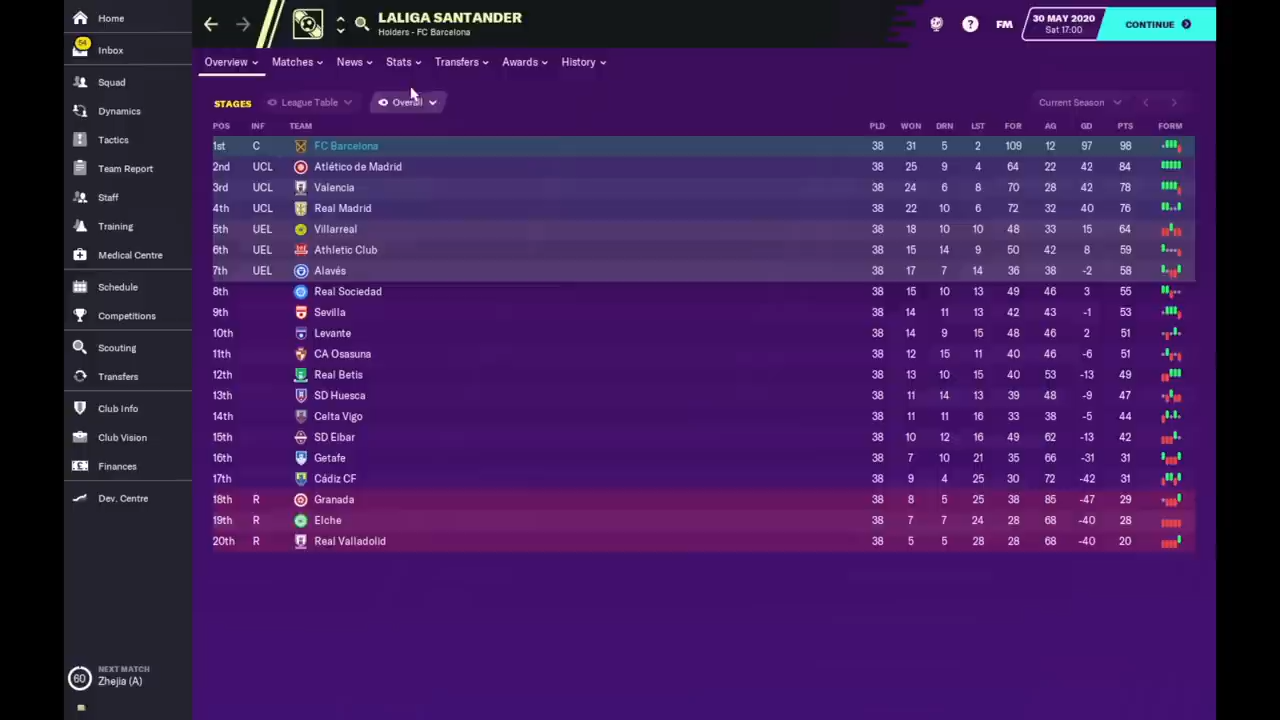 Home
54
Inbox
Squad
Dynamics
Tactics
Team Report
Staff
Training
Medical Centre
Schedule
Competitions
Scouting
Transfers
Club Info
Club Vision
Finances
Dev. Centre
60 NEXT MATCH
Zhejia (A)
LALIGA SANTANDER
Holders - FC Barcelona
? FM 30 MAY 2020 CONTINUE
Sat 17:00
Overview Matches News Stats Transfers Awards History
STAGES League Table Overall Current Season
POS INF TEAM PLD WON DRN LST FOR AG GD PTS FORM
1st C FC Barcelona 38 31 5 2 109 12 97 98
2nd UCL Atlético de Madrid 38 25 9 4 64 22 42 84
3rd UCL Valencia 38 24 6 8 70 28 42 78
4th UCL Real Madrid 38 22 10 6 72 32 40 76
5th UEL Villarreal 38 18 10 10 48 33 15 64
6th UEL Athletic Club 38 15 14 9 50 42 8 59
7th UEL Alavés 38 17 7 14 36 38 -2 58
8th Real Sociedad 38 15 10 13 49 46 3 55
9th Sevilla 38 14 11 13 42 43 -1 53
10th Levante 38 14 9 15 48 46 2 51
11th CA Osasuna 38 12 15 11 40 46 -6 51
12th Real Betis 38 13 10 15 40 53 -13 49
13th SD Huesca 38 11 14 13 39 48 -9 47
14th Celta Vigo 38 11 11 16 33 38 -5 44
15th SD Eibar 38 10 12 16 49 62 -13 42
16th Getafe 38 7 10 21 35 66 -31 31
17th Cádiz CF 38 9 4 25 30 72 -42 31
18th R Granada 38 8 5 25 38 85 -47 29
19th R Elche 38 7 7 24 28 68 -40 28
20th R Real Valladolid 38 5 5 28 28 68 -40 20